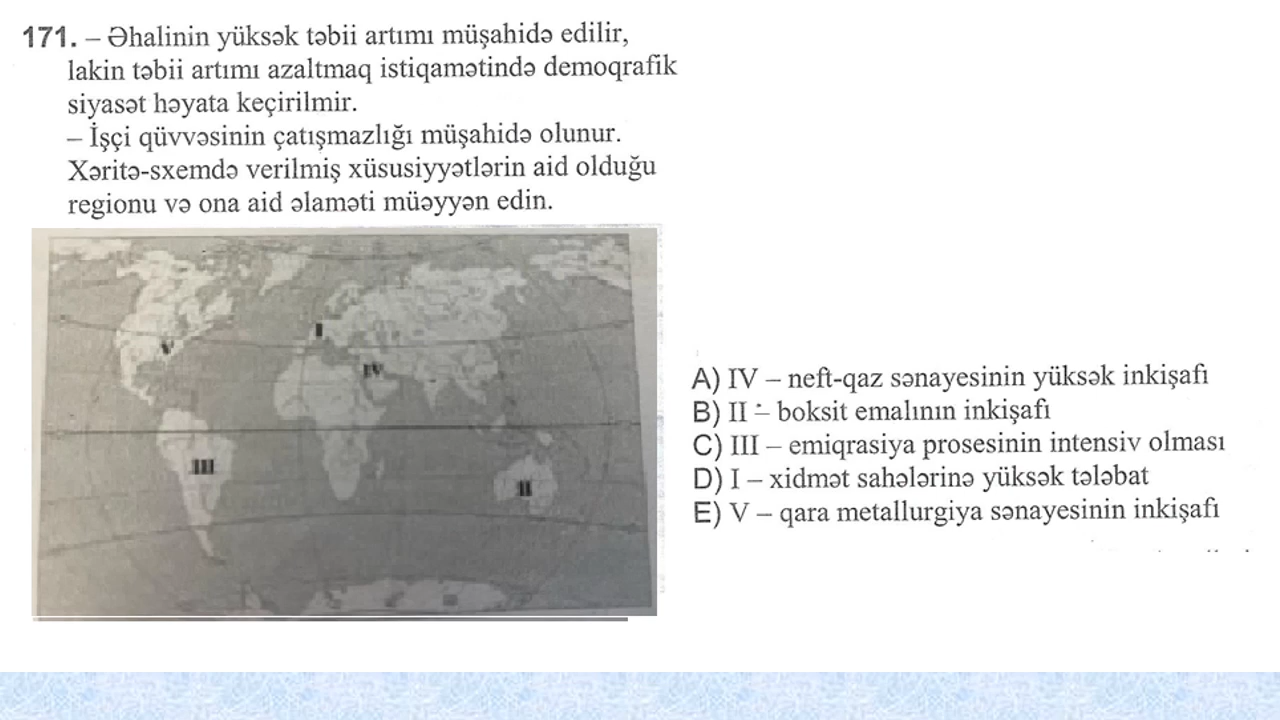 171. – Əhalinin yüksək təbii artımı müşahidə edilir,
lakin təbii artımı azaltmaq istiqamətində demoqrafik
siyasət həyata keçirilmir.
– İşçi qüvvəsinin çatışmazlığı müşahidə olunur.
Xəritə-sxemdə verilmiş xüsusiyyətlərin aid olduğu
regionu və ona aid əlaməti müəyyən edin.
I
V
IV
III
II
A) IV – neft-qaz sənayesinin yüksək inkişafı
B) II – boksit emalının inkişafı
C) III – emiqrasiya prosesinin intensiv olması
D) I – xidmət sahələrinə yüksək tələbat
E) V – qara metallurgiya sənayesinin inkişafı